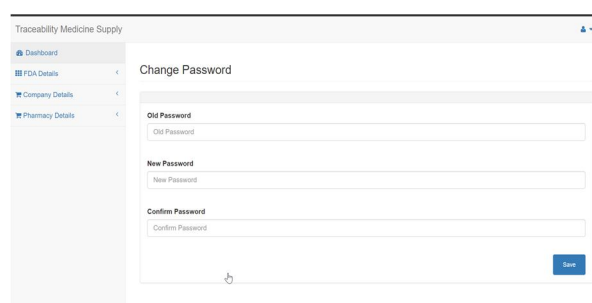 Traceability Medicine Supply
Dashboard
FDA Details
Company Details
Pharmacy Details
Change Password
Old Password
Old Password
New Password
New Password
Confirm Password
Confirm Password
Save